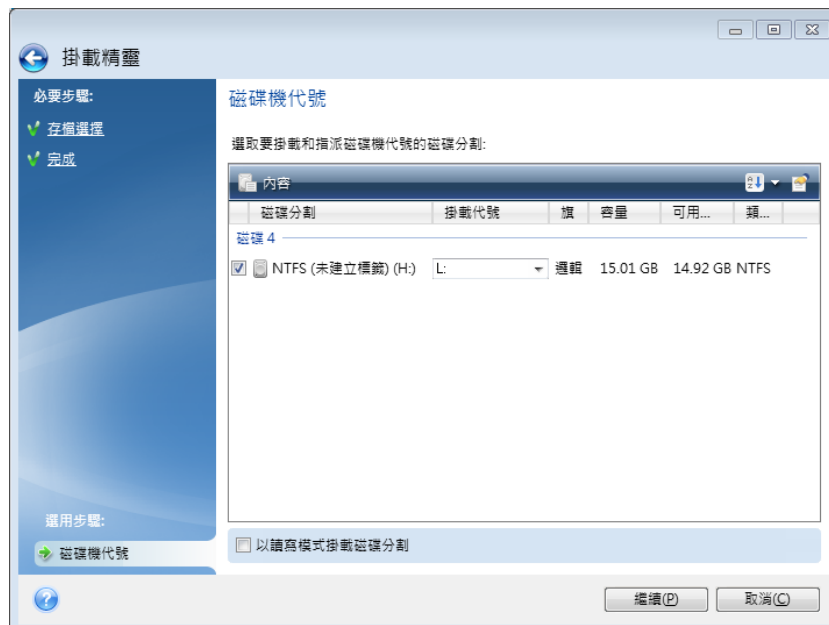 掛載精靈
必要步驟:
存檔選擇
完成
磁碟機代號
選取要掛載和指派磁碟機代號的磁碟分割:
內容
磁碟分割 掛載代號 旗 容量 可用... 類...
磁碟 4
NTFS (未建立標籤) (H:) L: 邏輯 15.01 GB 14.92 GB NTFS
選用步驟:
磁碟機代號
以讀寫模式掛載磁碟分割
繼續(P) 取消(C)